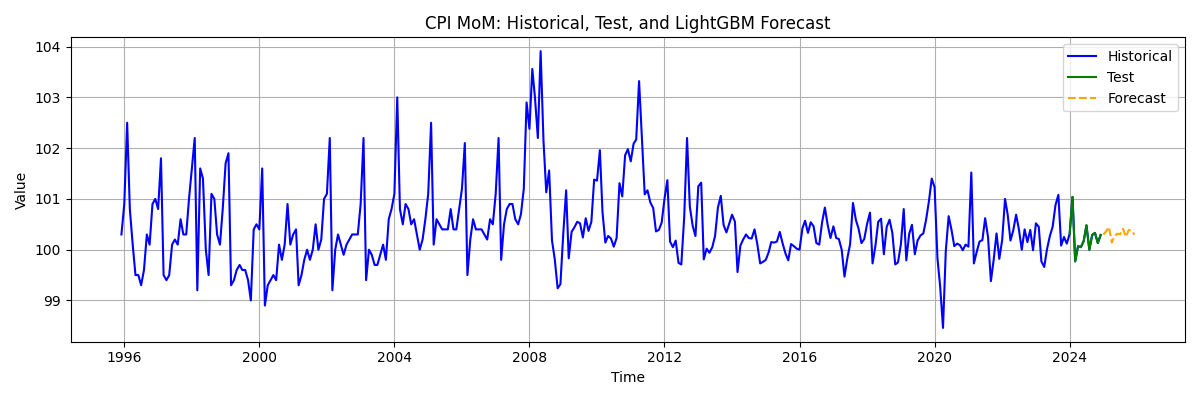 CPI MoM: Historical, Test, and LightGBM Forecast
Value
104
103
102
101
100
99
Historical
Test
Forecast
1996
2000
2004
2008
2012
2016
2020
2024
Time